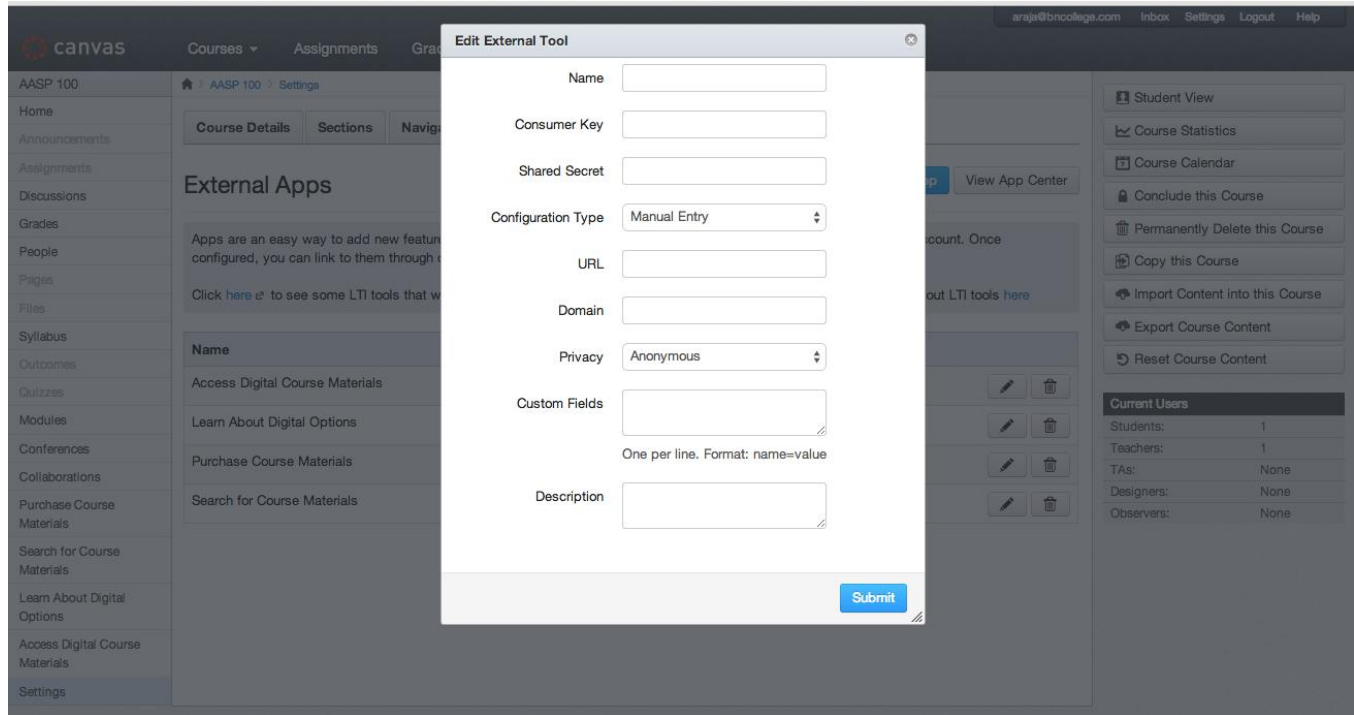 araja@bncollege.com Inbox Settings Logout Help
canvas
Courses Assignments
AASP 100
Home
Announcements
Assignments
Discussions
Grades
People
Pages
Files
Syllabus
Outcomes
Quizzes
Modules
Conferences
Collaborations
Purchase Course
Materials
Search for Course
Materials
Learn About Digital
Options
Access Digital Course
Materials
Settings
AASP 100 Settings
Course Details Sections
External Apps
View App Center
Apps are an easy way to add new
count. Once
configured, you can link to them through
Click here to see some LTI tools that
out LTI tools here
Name
Access Digital Course Materials
Learn About Digital Options
Purchase Course Materials
Search for Course Materials
Edit External Tool
Name
Consumer Key
Shared Secret
Configuration Type Manual Entry
URL
Domain
Privacy Anonymous
Custom Fields
One per line. Format: name=value
Description
Submit
Student View
Course Statistics
Course Calendar
Conclude this Course
Permanently Delete this Course
Copy this Course
Import Content into this Course
Export Course Content
Reset Course Content
Current Users
Students: 1
Teachers: 1
TAs: None
Designers: None
Observers: None